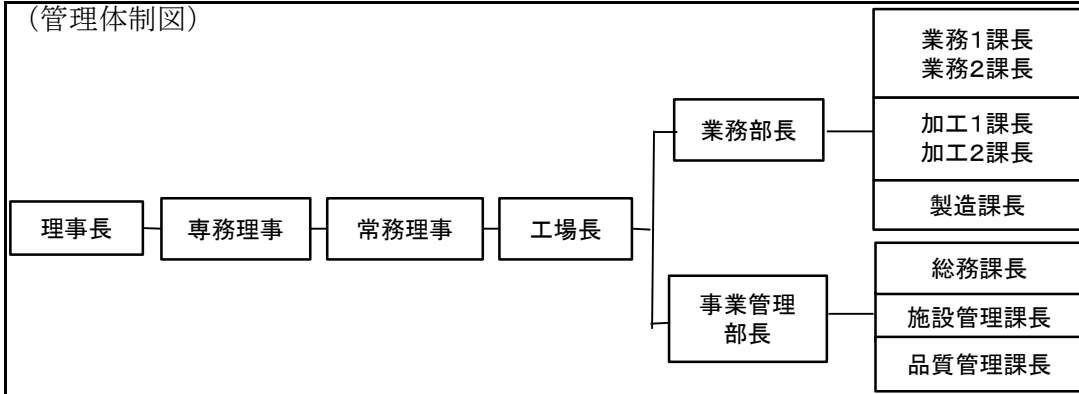 （管理体制図）
業務１課長
業務２課長
加工１課長
加工２課長
製造課長
業務部長
理事長
専務理事
常務理事
工場長
事業管理
部長
総務課長
施設管理課長
品質管理課長